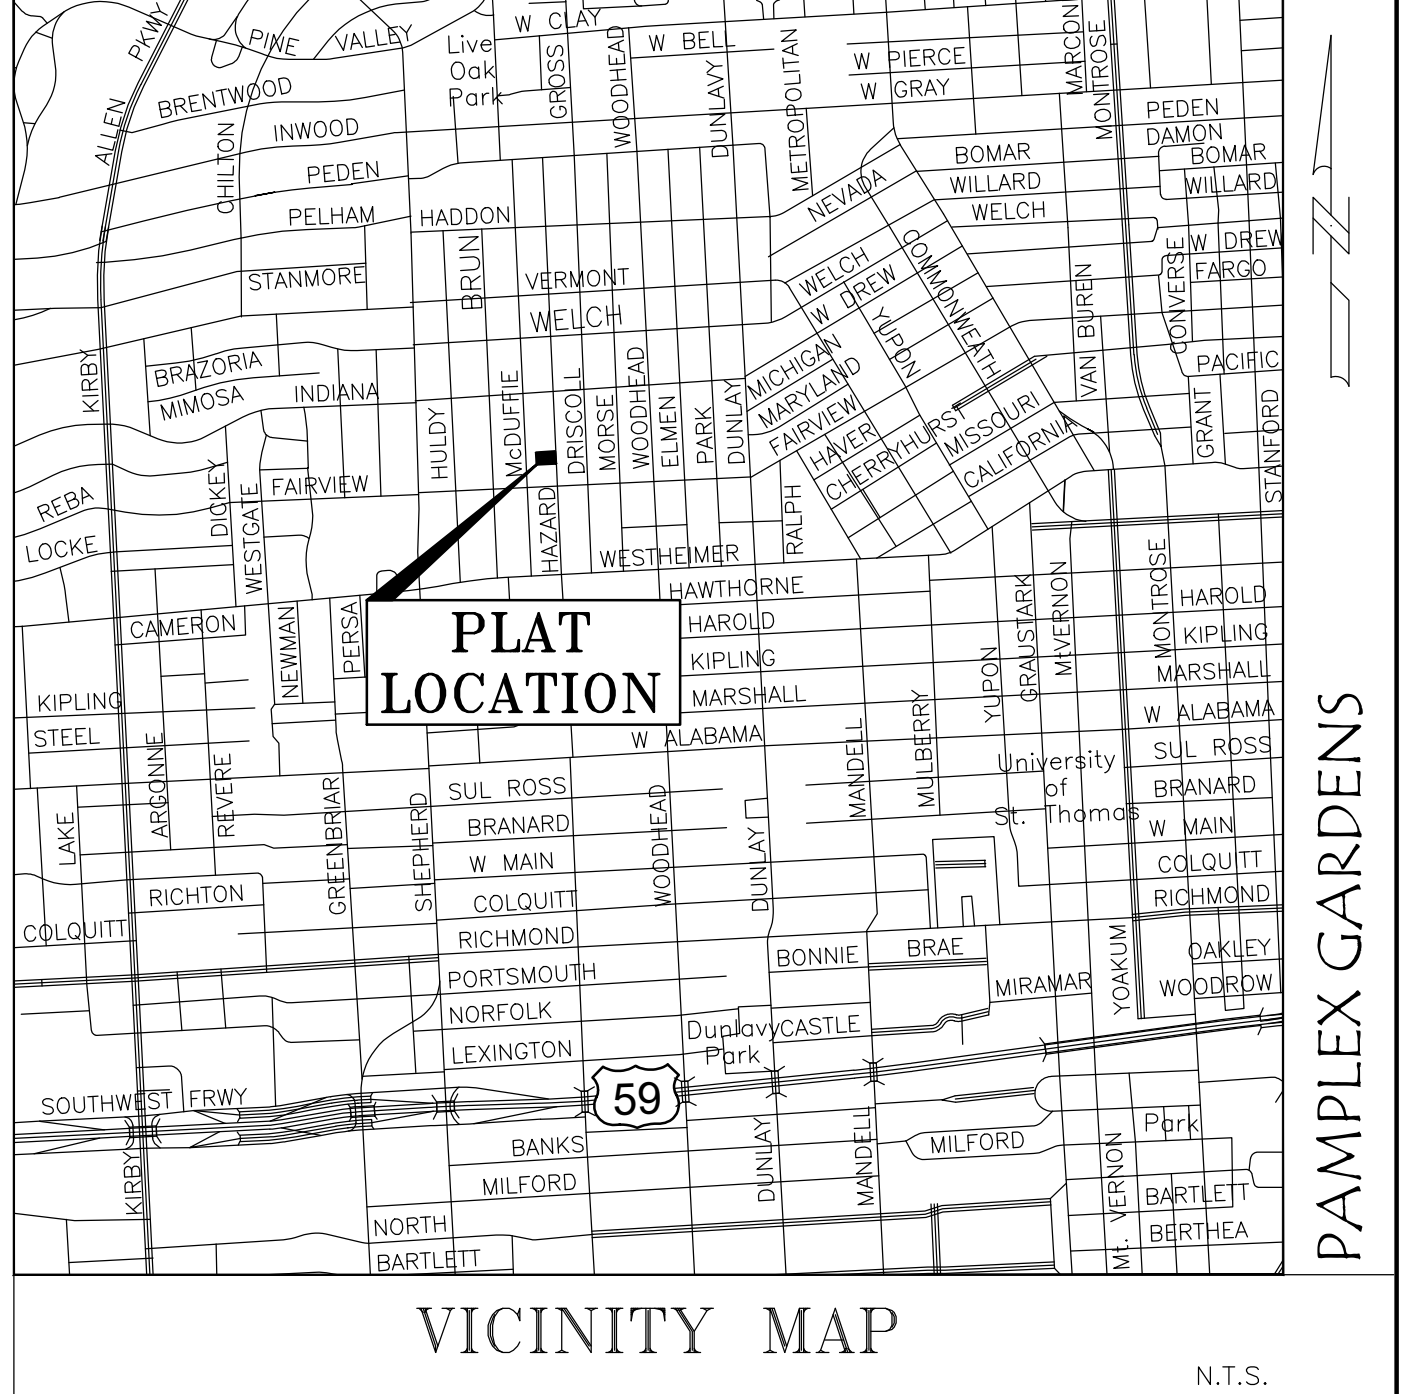 W CLAY
ALLEN PKWY
PINE VALLEY
Live
Oak
Park
GROSS
WOODHEAD
W BELL
DUNLAVY
METROPOLITAN
W PIERCE
W GRAY
MARCON
MONTROSE
BRENTWOOD
INWOOD
CHILTON
PEDEN
PELHAM
HADDON
PEDEN
DAMON
BOMAR
BOMAR
WILLARD
WILLARD
WELCH
NEVADA
W DREW
FARGO
CONVERSE
STANMORE
BRUN
VERMONT
WELCH
WELCH
W DREW
COMMONWEATH
YUPON
VAN BUREN
PACIFIC
KIRBY
BRAZORIA
MIMOSA
INDIANA
HULDY
McDUFFIE
DRISCOLL
MORSE
WOODHEAD
ELMEN
PARK
DUNLAY
MICHIGAN
MARYLAND
FAIRVIEW
HAVER
CHERRYHURST
MISSOURI
CALIFORNIA
GRANT
STANFORD
REBA
LOCKE
DICKEY
WESTGATE
FAIRVIEW
HAZARD
RALPH
WESTHEIMER
HAWTHORNE
HAROLD
KIPLING
MARSHALL
W ALABAMA
CAMERON
NEWMAN
PERSA
PLAT
LOCATION
YUPON
GRAUSTARK
MtVERNON
MONTROSE
HAROLD
KIPLING
MARSHALL
W ALABAMA
SUL ROSS
BRANARD
W MAIN
COLQUITT
RICHMOND
KIPLING
STEEL
LAKE
ARGONNE
REVERE
GREENBRIAR
SHEPHERD
SUL ROSS
BRANARD
W MAIN
COLQUITT
RICHMOND
PORTSMOUTH
NORFOLK
LEXINGTON
WOODHEAD
DUNLAY
MANDELL
MULBERRY
University
of
St. Thomas
RICHTON
COLQUITT
BONNIE BRAE
MIRAMAR
YOAKUM
OAKLEY
WOODROW
Dunlavy
Park
CASTLE
SOUTHWEST FRWY
59
KIRBY
BANKS
MILFORD
DUNLAY
MANDELL
MILFORD
Park
Mt. VERNON
BARTLETT
BERTHEA
NORTH
BARTLETT
PAMPLEX GARDENS
VICINITY MAP
N.T.S.